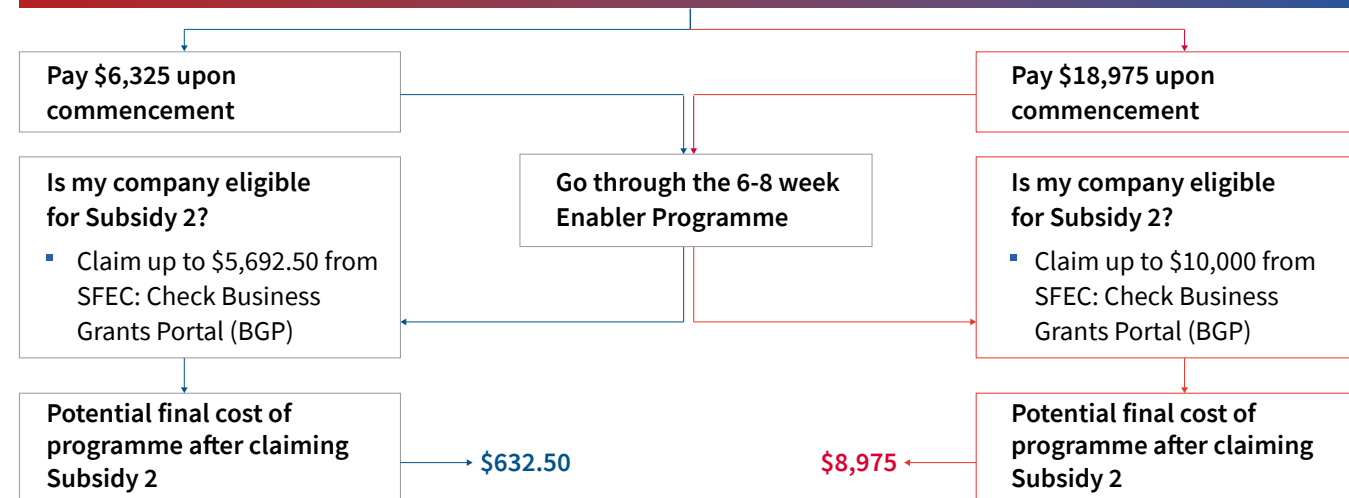 Pay $6,325 upon
commencement
Pay $18,975 upon
commencement
Go through the 6-8 week
Enabler Programme
Is my company eligible
for Subsidy 2?
Claim up to $5,692.50 from
SFEC: Check Business
Grants Portal (BGP)
Is my company eligible
for Subsidy 2?
Claim up to $10,000 from
SFEC: Check Business
Grants Portal (BGP)
Potential final cost of
programme after claiming
Subsidy 2
$632.50
$8,975
Potential final cost of
programme after claiming
Subsidy 2